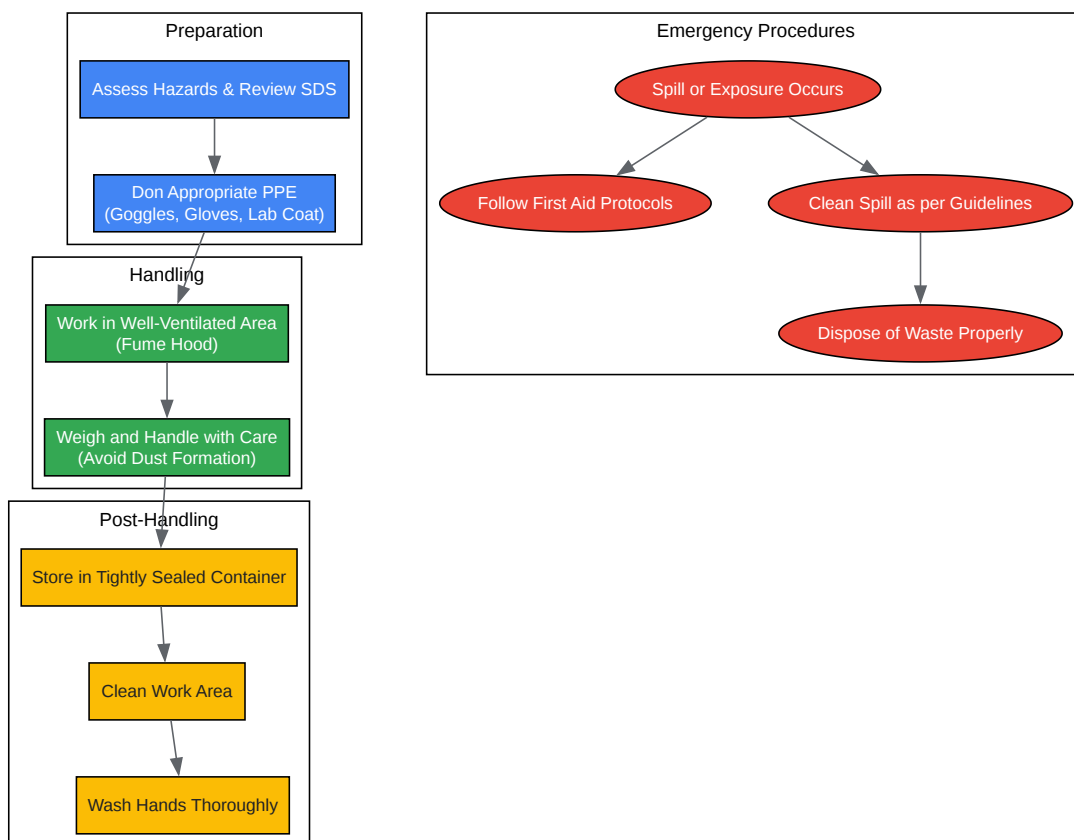 Preparation
Assess Hazards & Review SDS
Don Appropriate PPE
(Goggles, Gloves, Lab Coat)
Handling
Work in Well-Ventilated Area
(Fume Hood)
Weigh and Handle with Care
(Avoid Dust Formation)
Post-Handling
Store in Tightly Sealed Container
Clean Work Area
Wash Hands Thoroughly
Emergency Procedures
Spill or Exposure Occurs
Follow First Aid Protocols
Clean Spill as per Guidelines
Dispose of Waste Properly